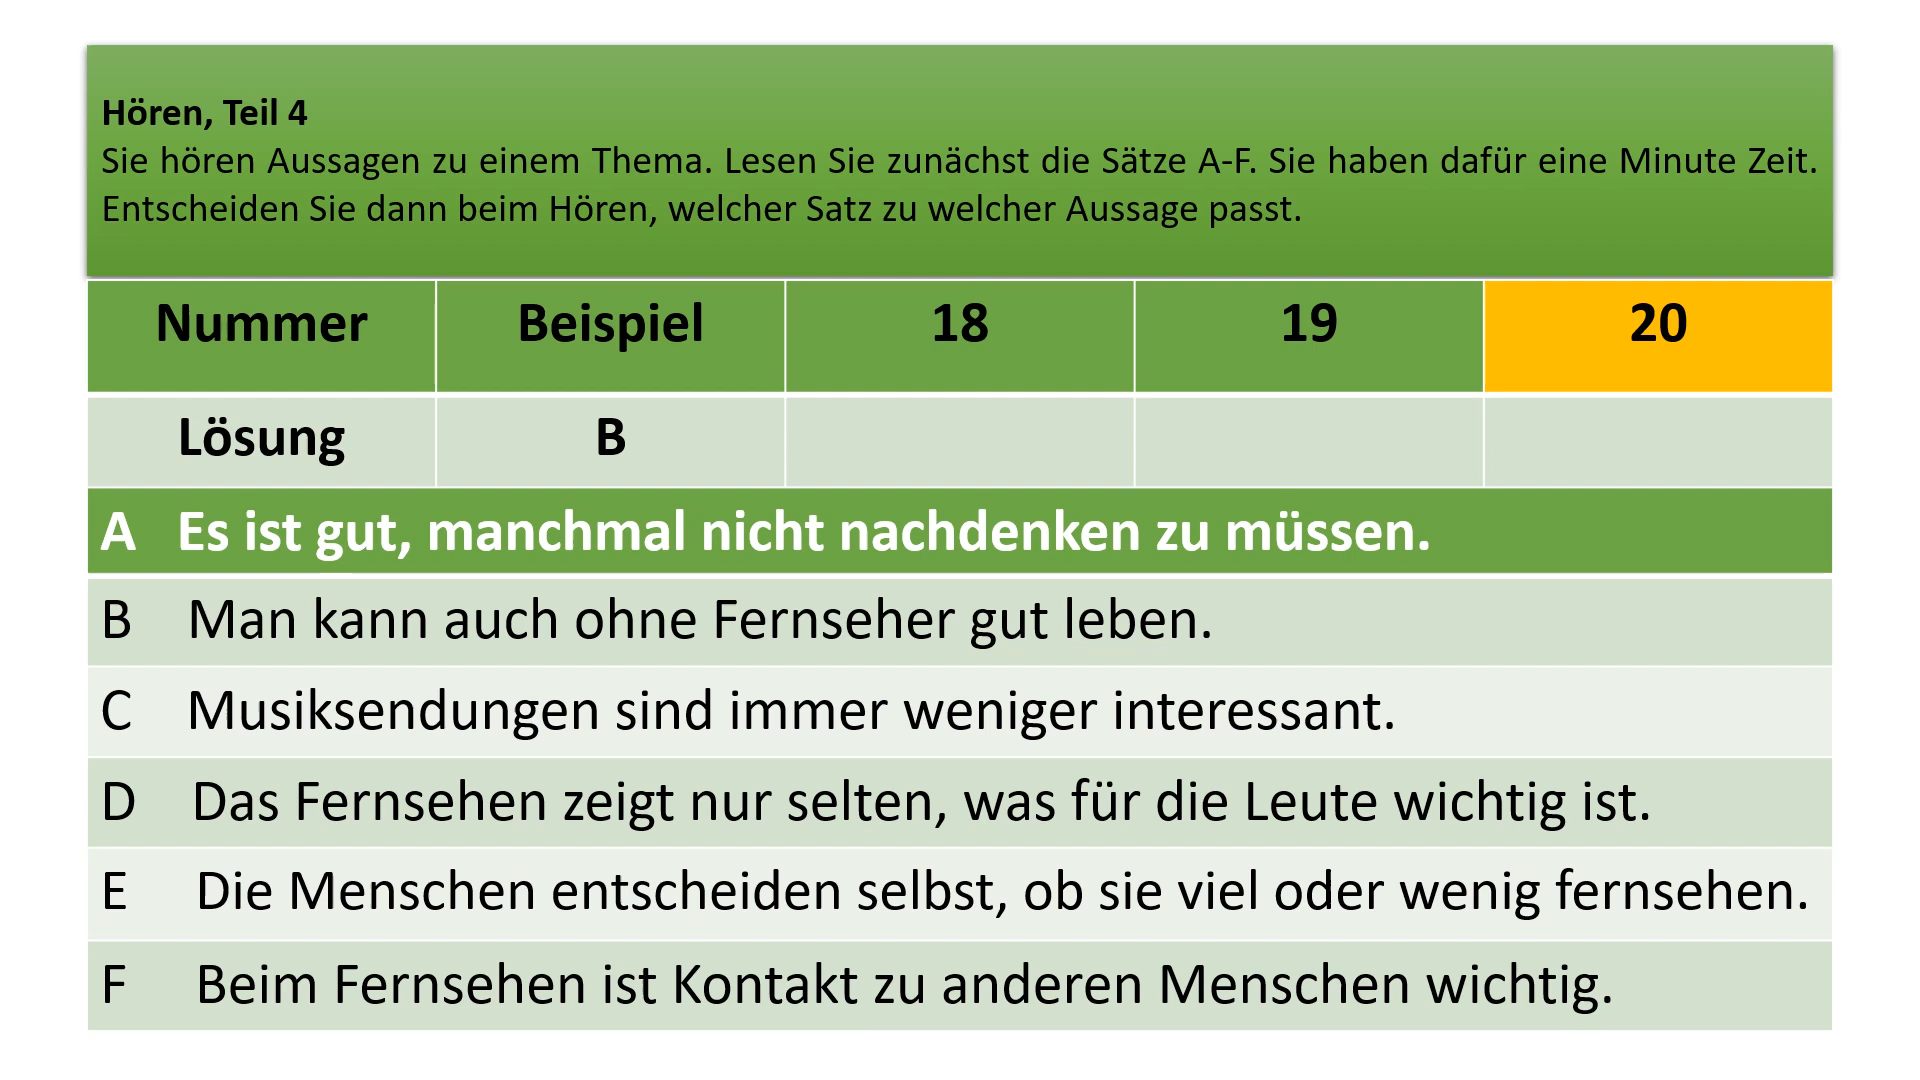 Hören, Teil 4
Sie hören Aussagen zu einem Thema. Lesen Sie zunächst die Sätze A-F. Sie haben dafür eine Minute Zeit.
Entscheiden Sie dann beim Hören, welcher Satz zu welcher Aussage passt.
Nummer Beispiel 18 19 20
Lösung B
A Es ist gut, manchmal nicht nachdenken zu müssen.
B Man kann auch ohne Fernseher gut leben.
C Musiksendungen sind immer weniger interessant.
D Das Fernsehen zeigt nur selten, was für die Leute wichtig ist.
E Die Menschen entscheiden selbst, ob sie viel oder wenig fernsehen.
F Beim Fernsehen ist Kontakt zu anderen Menschen wichtig.